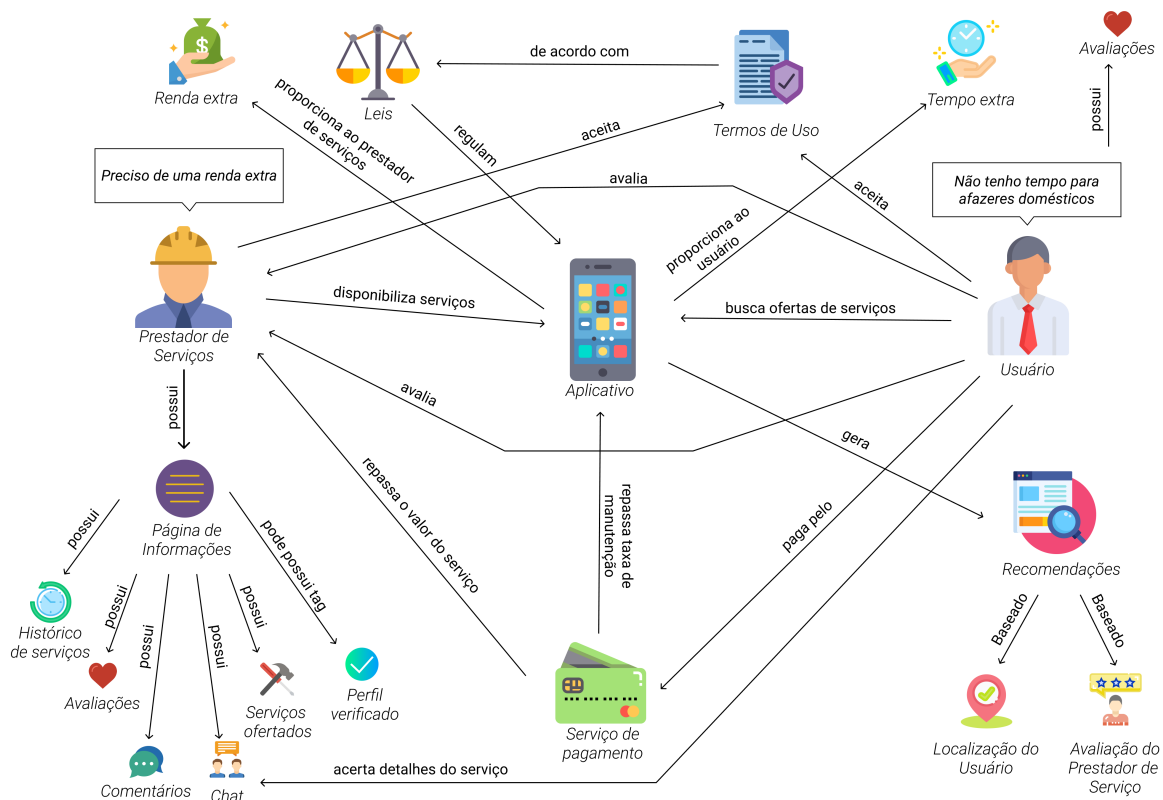 Renda extra
Leis
de acordo com
Termos de Uso
Tempo extra
Avaliações
possui
proporciona ao prestador
de serviços
regulam
aceita
Preciso de uma renda extra
avalia
aceita
Não tenho tempo para
afazeres domésticos
proporciona ao
usuário
disponibiliza serviços
busca ofertas de serviços
Prestador de
Serviços
Aplicativo
Usuário
possui
avalia
gera
repassa o valor do serviço
repassa taxa de
manutenção
paga pelo
Página de
Informações
Recomendações
possui
possui
possui
possui
possui
pode possui tag
Baseado
Baseado
Histórico
de serviços
Avaliações
Comentários
Chat
Serviços
ofertados
Perfil
verificado
Serviço de
pagamento
acerta detalhes do serviço
Localização do
Usuário
Avaliação do
Prestador de
Serviço